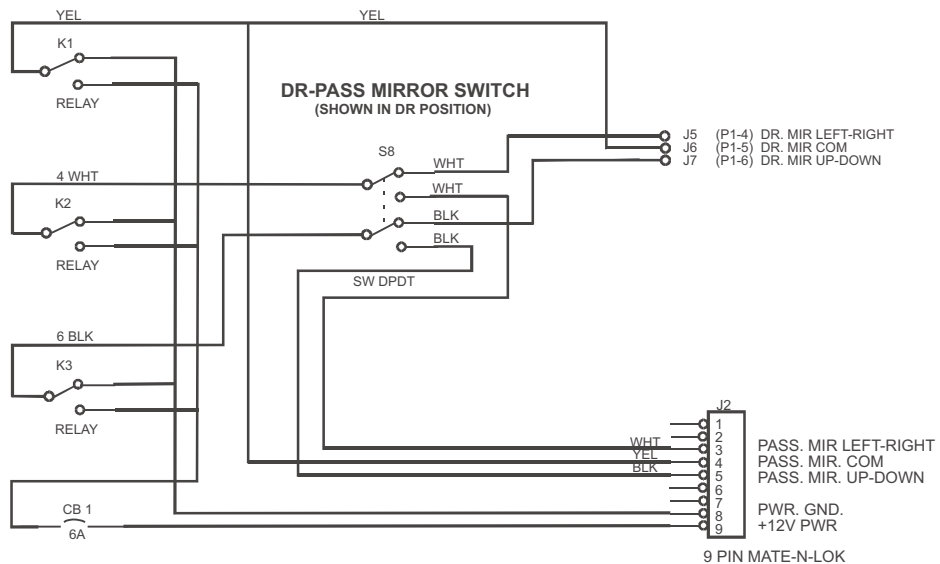 YEL
YEL
K1
RELAY
DR-PASS MIRROR SWITCH
(SHOWN IN DR POSITION)
J5 (P1-4) DR. MIR LEFT-RIGHT
J6 (P1-5) DR. MIR COM
J7 (P1-6) DR. MIR UP-DOWN
S8
WHT
WHT
BLK
BLK
SW DPDT
4 WHT
K2
RELAY
6 BLK
K3
RELAY
J2
1
2
WHT 3 PASS. MIR LEFT-RIGHT
YEL 4 PASS. MIR. COM
BLK 5 PASS. MIR. UP-DOWN
6
7
8 PWR. GND.
9 +12V PWR
CB 1
6A
9 PIN MATE-N-LOK